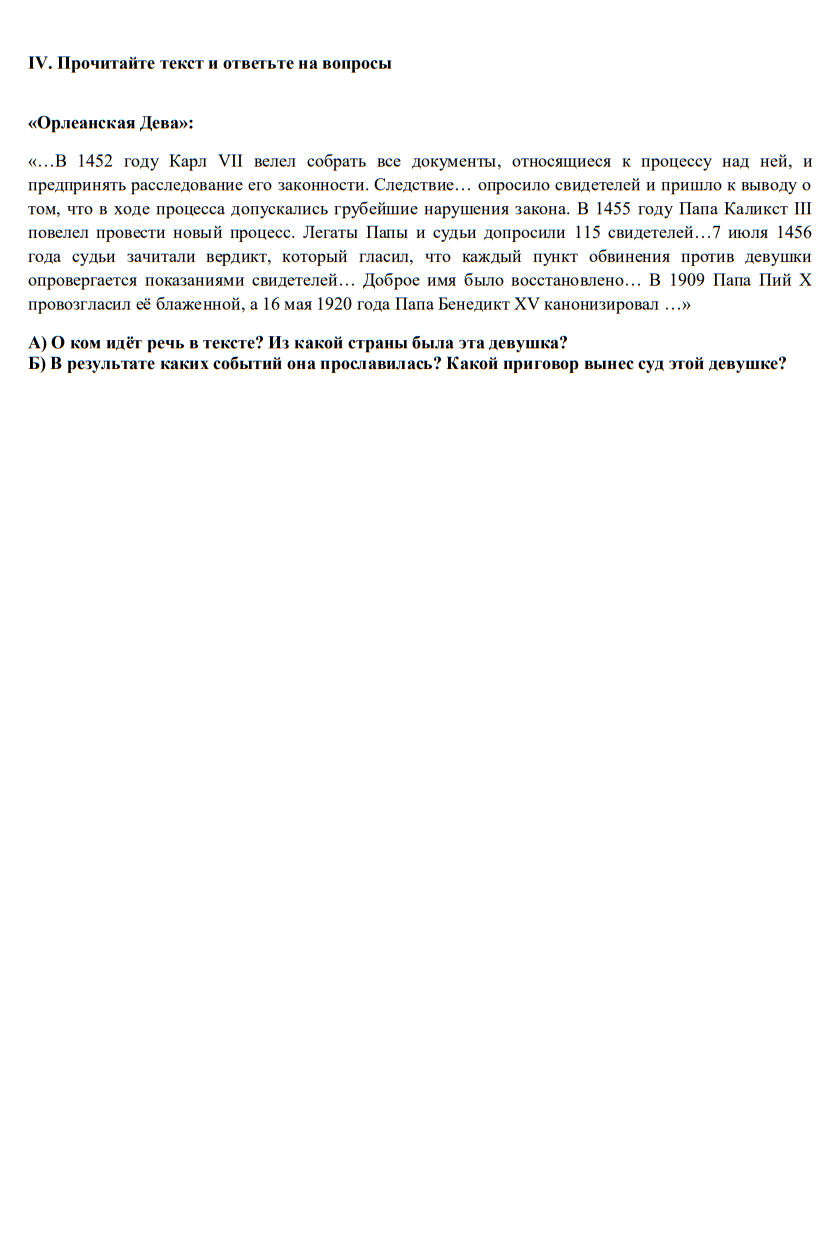 IV. Прочитайте текст и ответьте на вопросы
«Орлеанская Дева»:
«…В 1452 году Карл VII велел собрать все документы, относящиеся к процессу над ней, и
предпринять расследование его законности. Следствие… опросило свидетелей и пришло к выводу о
том, что в ходе процесса допускались грубейшие нарушения закона. В 1455 году Папа Каликст III
повелел провести новый процесс. Легаты Папы и судьи допросили 115 свидетелей…7 июля 1456
года судьи зачитали вердикт, который гласил, что каждый пункт обвинения против девушки
опровергается показаниями свидетелей… Доброе имя было восстановлено… В 1909 Папа Пий X
провозгласил её блаженной, а 16 мая 1920 года Папа Бенедикт XV канонизировал …»
А) О ком идёт речь в тексте? Из какой страны была эта девушка?
Б) В результате каких событий она прославилась? Какой приговор вынес суд этой девушке?